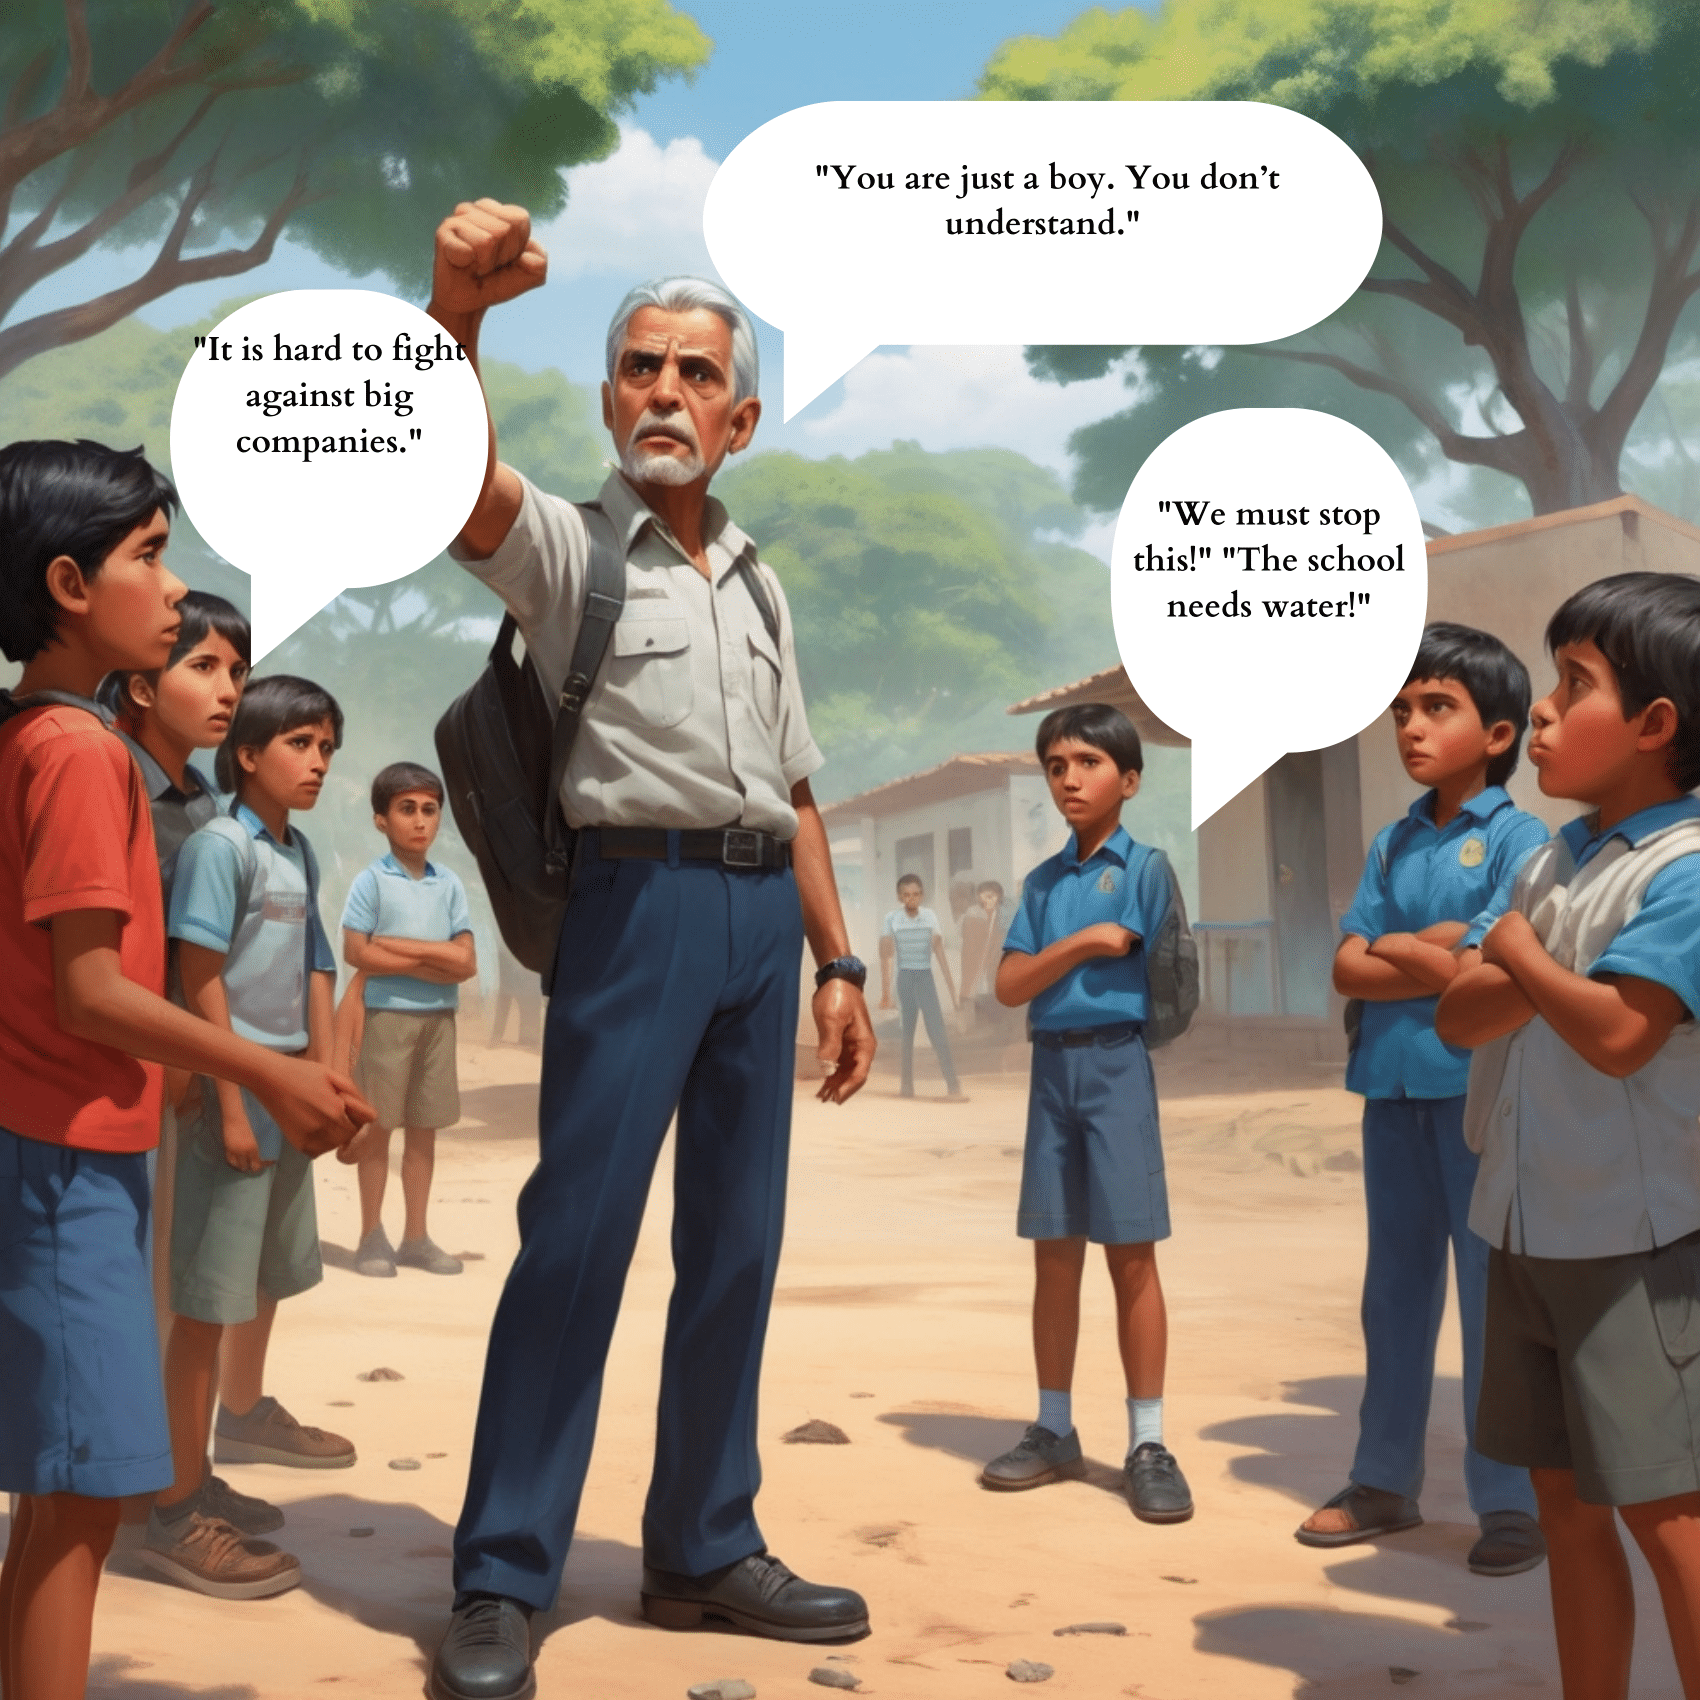 "You are just a boy. You don’t
understand."
"It is hard to fight
against big
companies."
"We must stop
this!" "The school
needs water!"